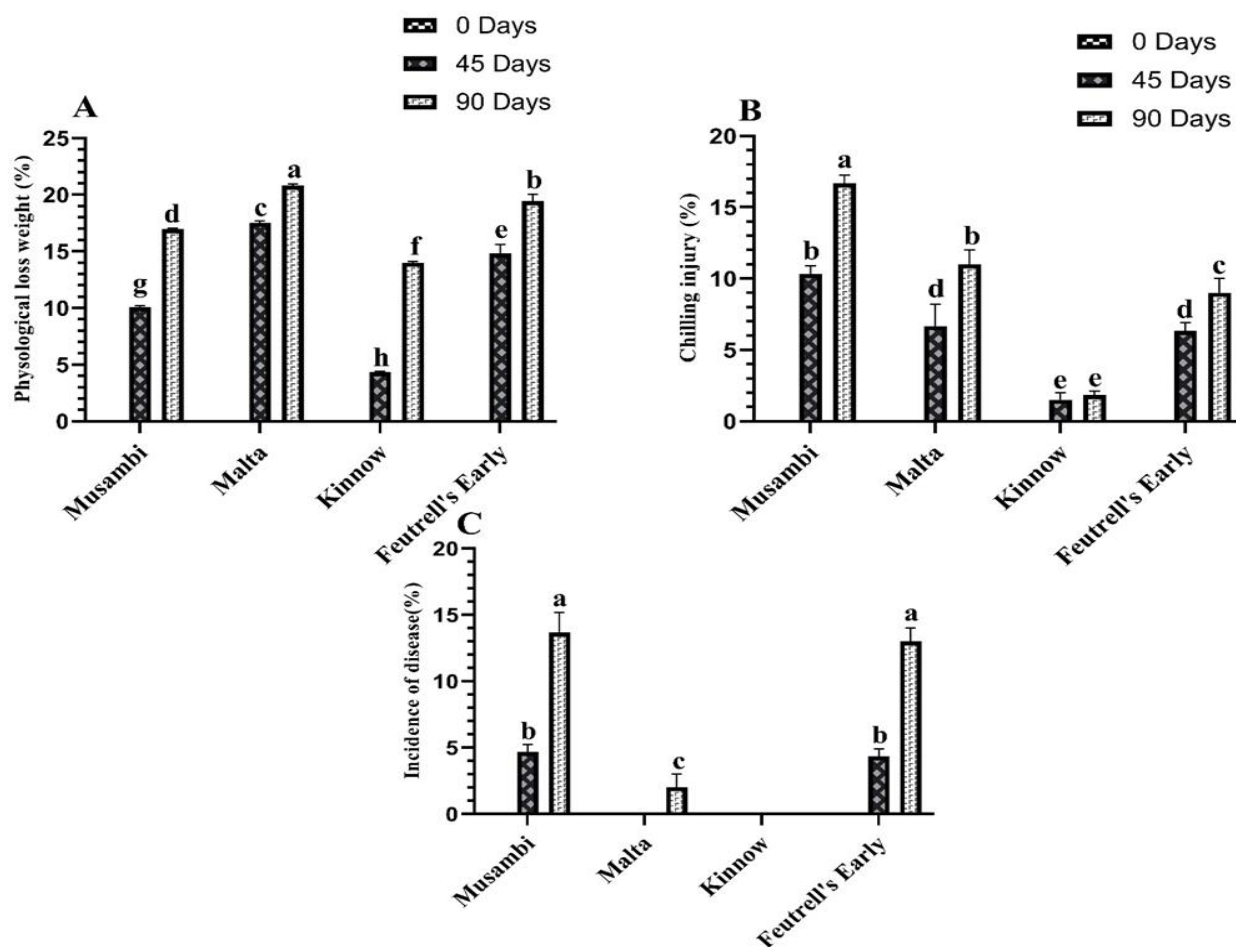 0 Days
45 Days
90 Days
A
Physological loss weight (%)
25
20
15
10
5
0
g
d
c
a
h
f
e
b
Musambi
Malta
Kinnow
Feutrell's Early
0 Days
45 Days
90 Days
B
Chilling injury (%)
20
15
10
5
0
b
a
d
b
e
e
d
c
Musambi
Malta
Kinnow
Feutrell's Early
C
Incidence of disease(%)
20
15
10
5
0
b
a
c
b
a
Musambi
Malta
Kinnow
Feutrell's Early